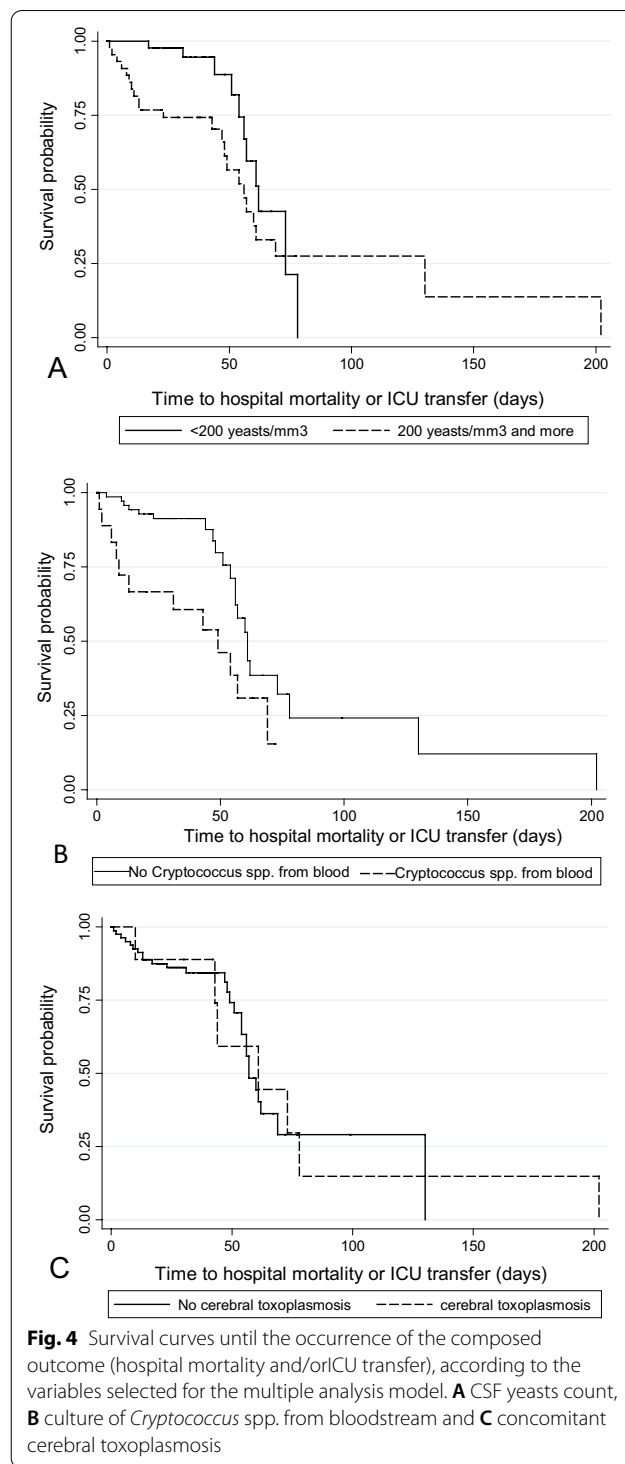 Survival probability
1.00
0.75
0.50
0.25
0.00
0 50 100 150 200
A
Time to hospital mortality or ICU transfer (days)
<200 yeasts/mm3 200 yeasts/mm3 and more
Survival probability
1.00
0.75
0.50
0.25
0.00
0 50 100 150 200
Time to hospital mortality or ICU transfer (days)
B
No Cryptococcus spp. from blood Cryptococcus spp. from blood
Survival probability
1.00
0.75
0.50
0.25
0.00
0 50 100 150 200
C
Time to hospital mortality or ICU transfer (days)
No cerebral toxoplasmosis cerebral toxoplasmosis
Fig. 4 Survival curves until the occurrence of the composed
outcome (hospital mortality and/orICU transfer), according to the
variables selected for the multiple analysis model. A CSF yeasts count,
B culture of Cryptococcus spp. from bloodstream and C concomitant
cerebral toxoplasmosis